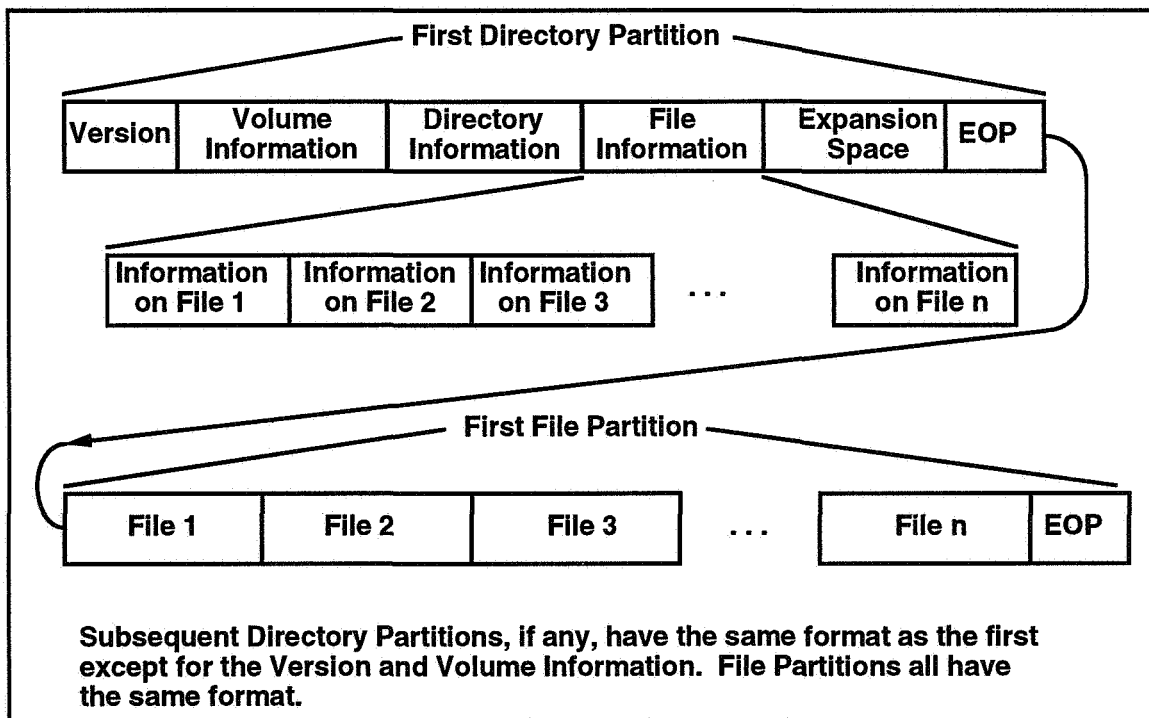 First Directory Partition
Version
Volume
Information
Directory
Information
File
Information
Expansion
Space
EOP
Information
on File 1
Information
on File 2
Information
on File 3
. . .
Information
on File n
First File Partition
File 1
File 2
File 3
. . .
File n
EOP
Subsequent Directory Partitions, if any, have the same format as the first
except for the Version and Volume Information. File Partitions all have
the same format.